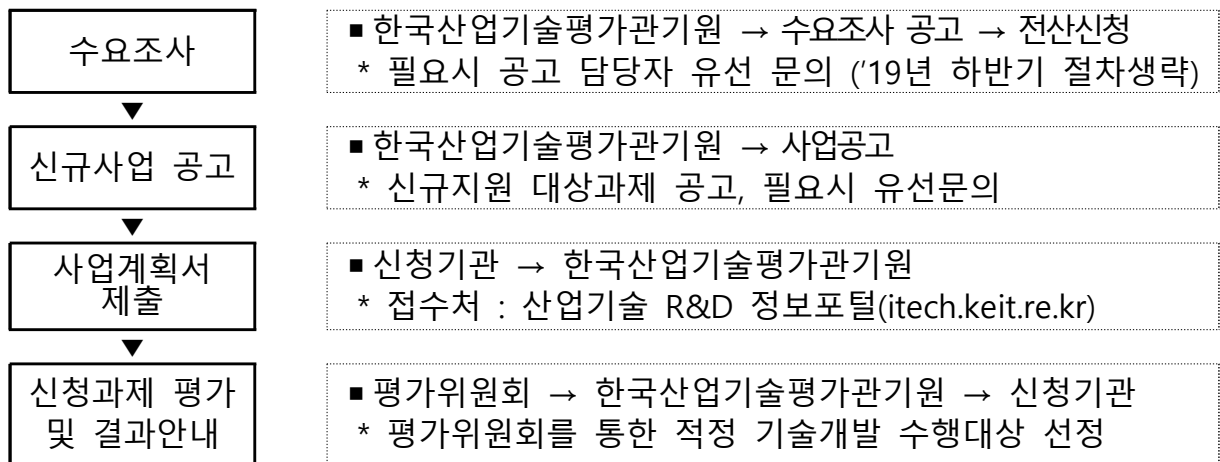 수요조사
■ 한국산업기술평가관기원 → 수요조사 공고 → 전산신청
* 필요시 공고 담당자 유선 문의 (‘19년 하반기 절차생략)
▼
신규사업 공고
■ 한국산업기술평가관기원 → 사업공고
* 신규지원 대상과제 공고, 필요시 유선문의
▼
사업계획서
제출
■ 신청기관 → 한국산업기술평가관기원
* 접수처 : 산업기술 R&D 정보포털(itech.keit.re.kr)
▼
신청과제 평가
및 결과안내
■ 평가위원회 → 한국산업기술평가관기원 → 신청기관
* 평가위원회를 통한 적정 기술개발 수행대상 선정